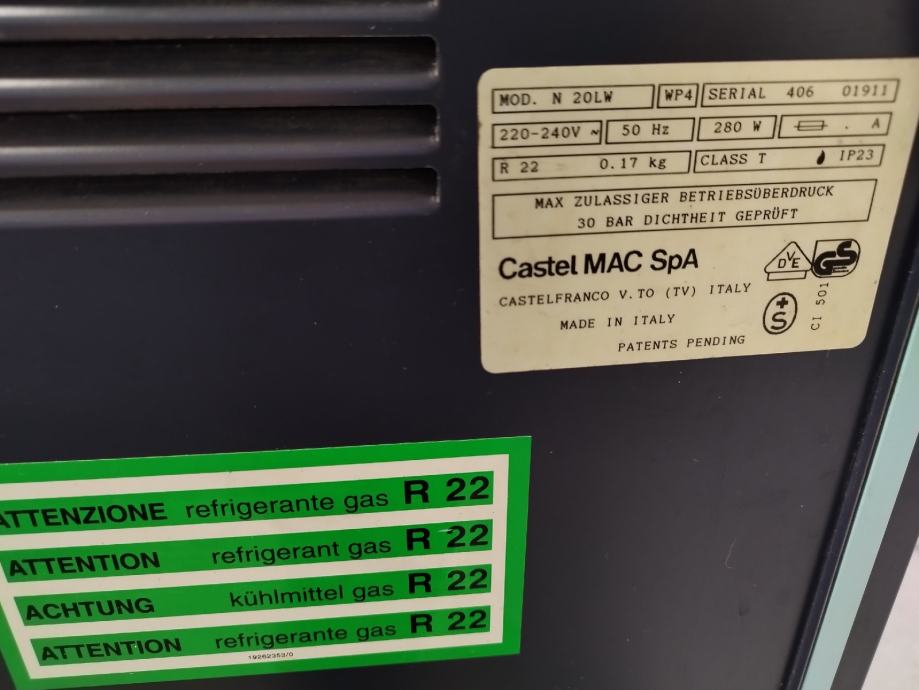 MOD. N 20LW WP4 SERIAL 406 01911
220-240V ~ 50 Hz 280 W . A
R 22 0.17 kg CLASS T IP23
MAX ZULASSIGER BETRIEBSÜBERDRUCK
30 BAR DICHTHEIT GEPRÜFT
Castel MAC SpA
CASTELFRANCO V.TO (TV) ITALY
MADE IN ITALY
PATENTS PENDING
DVE
GS
+S
CI 501
ATTENZIONE refrigerante gas R 22
ATTENTION refrigerant gas R 22
ACHTUNG kühlmittel gas R 22
ATTENTION refrigerante gas R 22
19262353/0